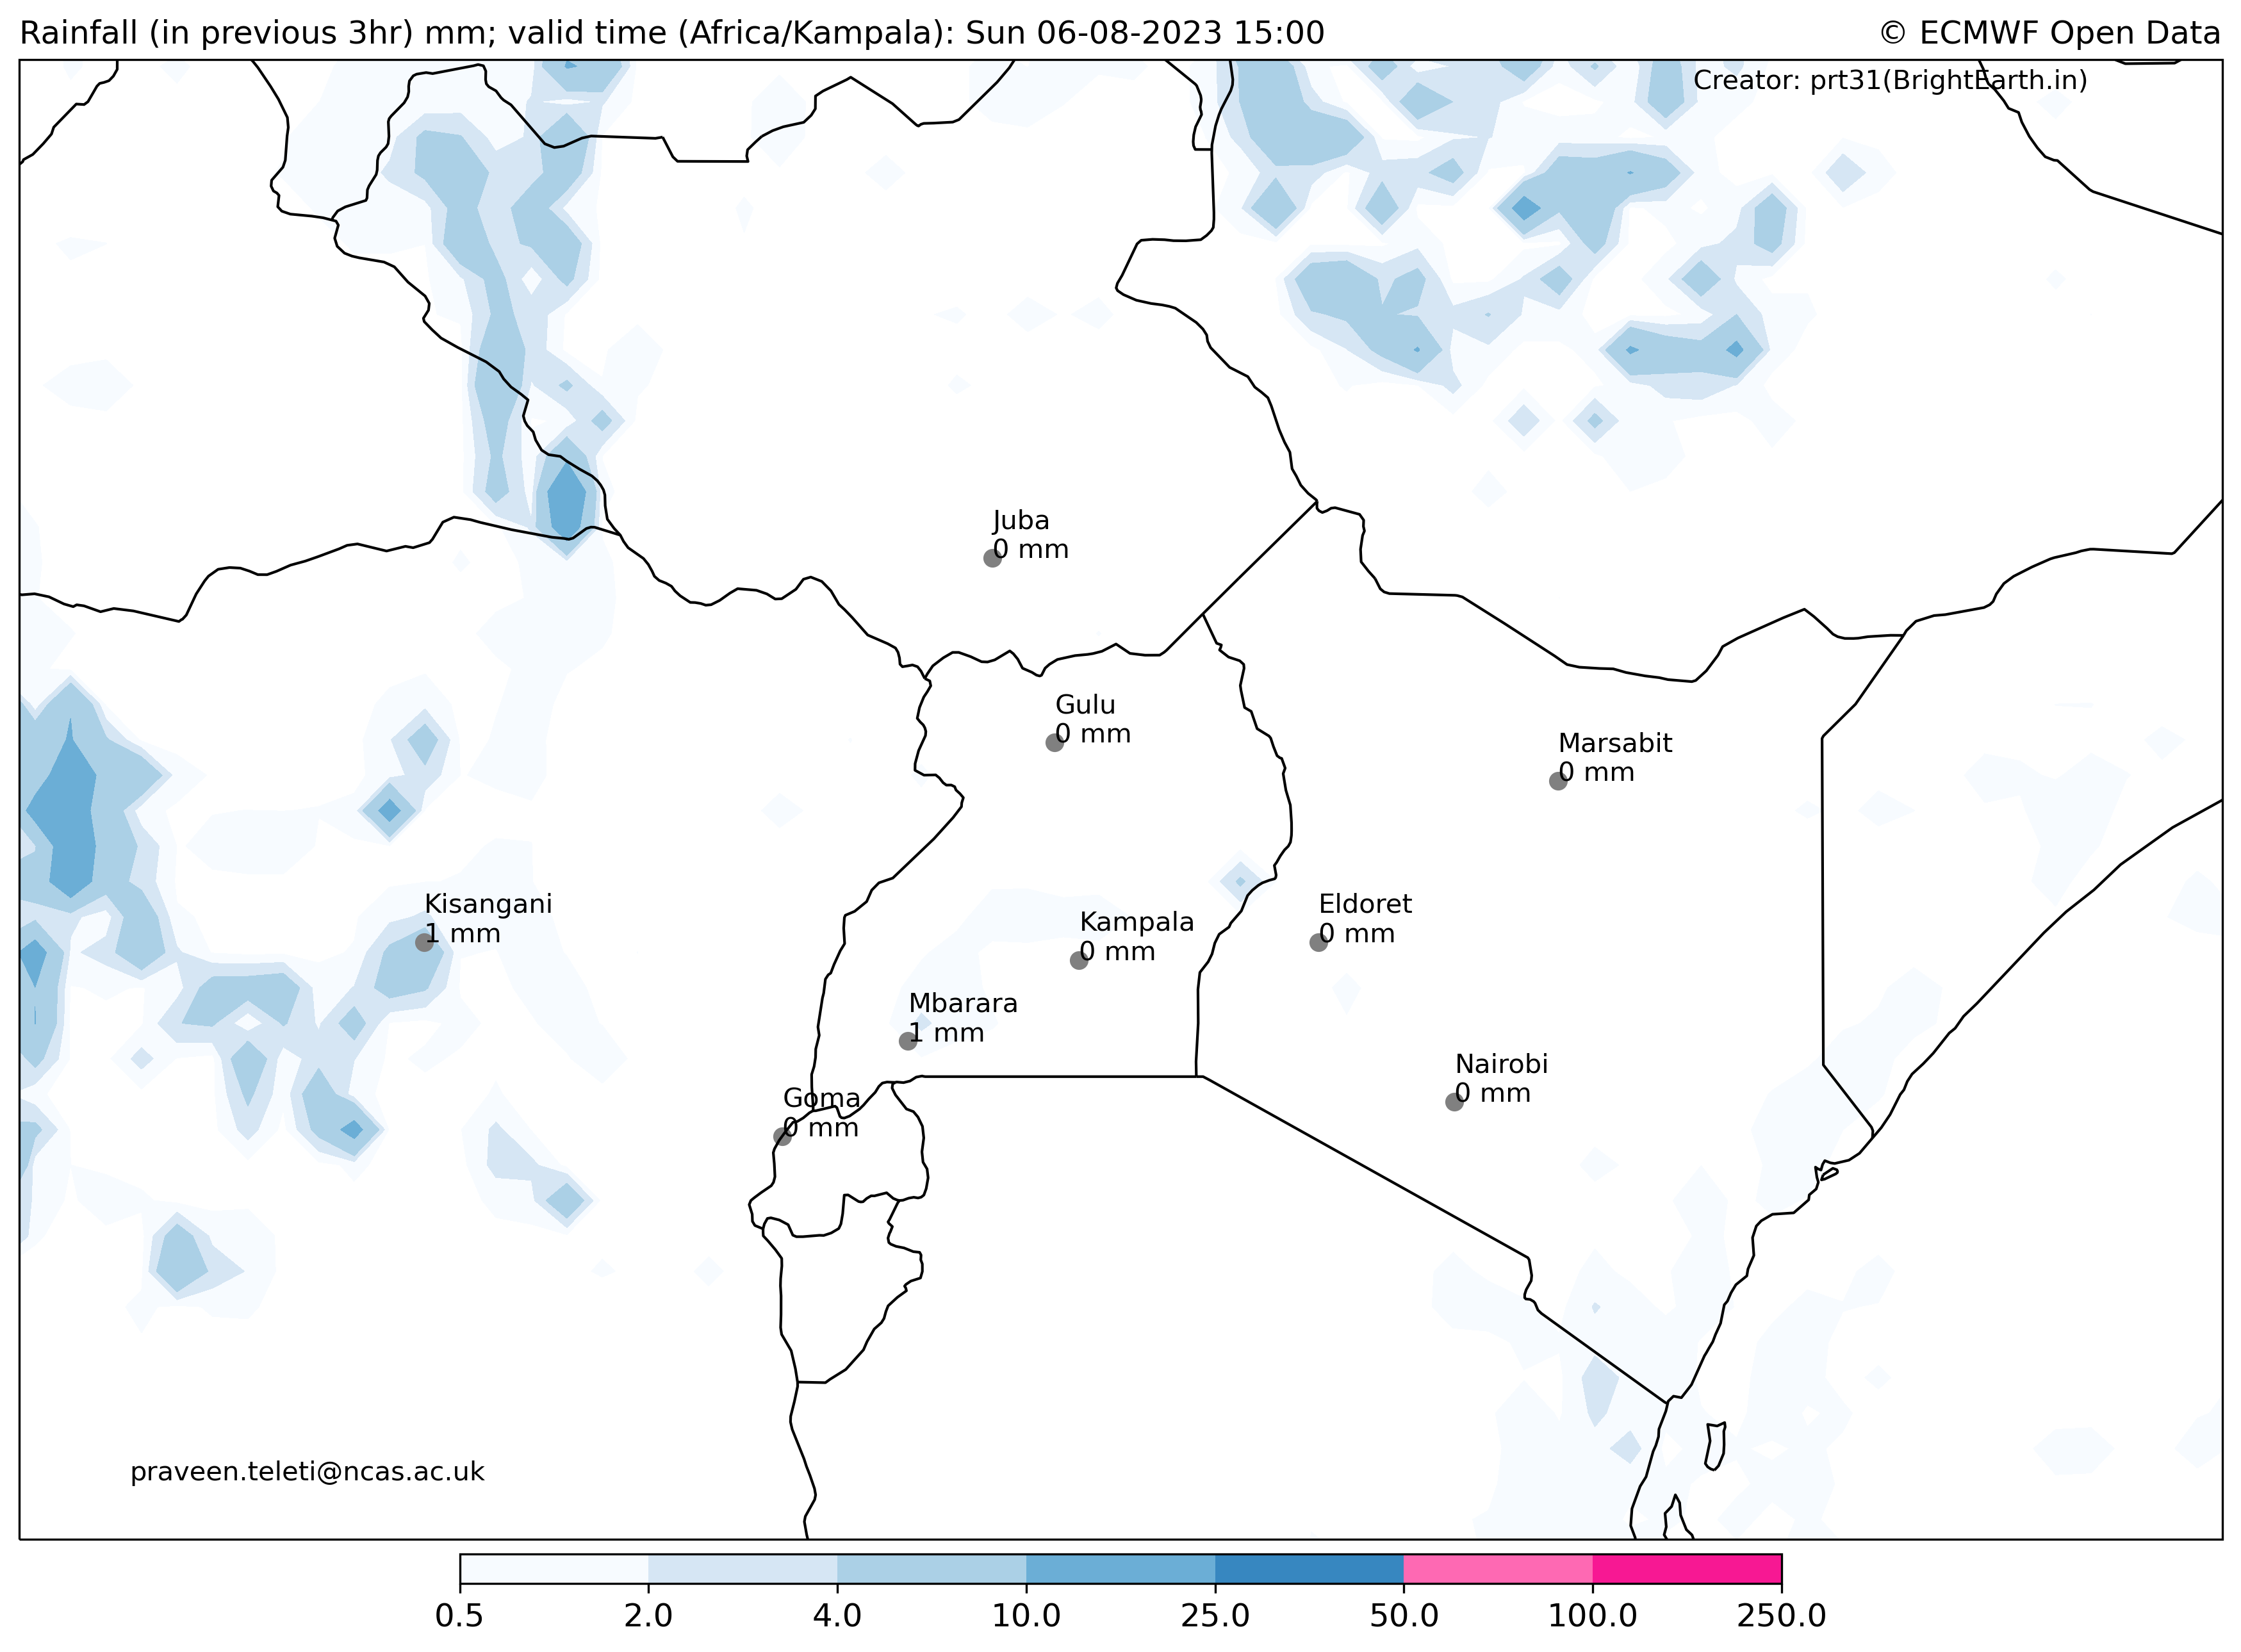 Rainfall (in previous 3hr) mm; valid time (Africa/Kampala): Sun 06-08-2023 15:00
© ECMWF Open Data
Creator: prt31(BrightEarth.in)
Juba
0 mm
Gulu
0 mm
Marsabit
0 mm
Kisangani
1 mm
Kampala
0 mm
Eldoret
0 mm
Mbarara
1 mm
Nairobi
0 mm
Goma
0 mm
praveen.teleti@ncas.ac.uk
0.5 2.0 4.0 10.0 25.0 50.0 100.0 250.0